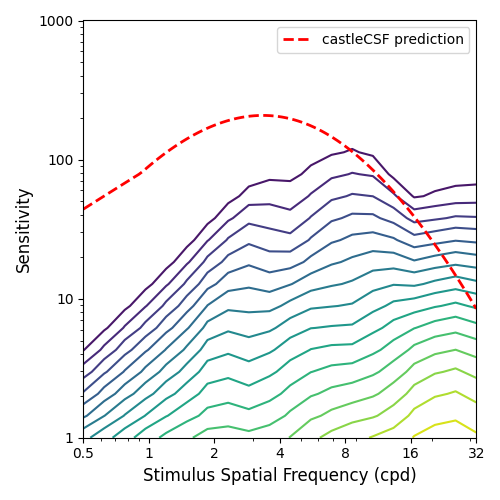 castleCSF prediction
1000
100
10
1
Sensitivity
0.5 1 2 4 8 16 32
Stimulus Spatial Frequency (cpd)